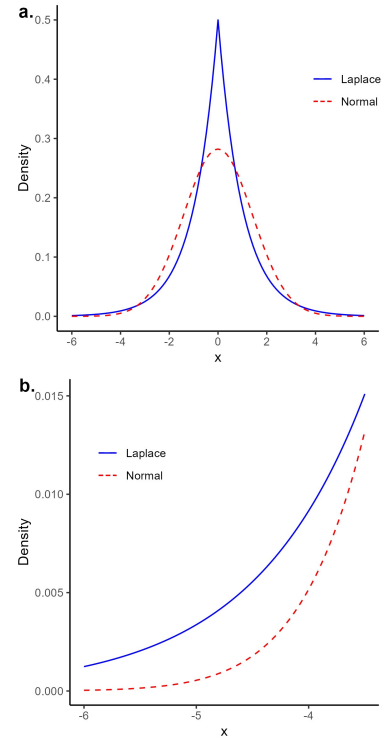 a.
0.5
0.4
0.3
0.2
0.1
0.0
Density
Laplace
Normal
-6 -4 -2 0 2 4 6
x
b.
0.015
0.010
0.005
0.000
Density
Laplace
Normal
-6 -5 -4
x